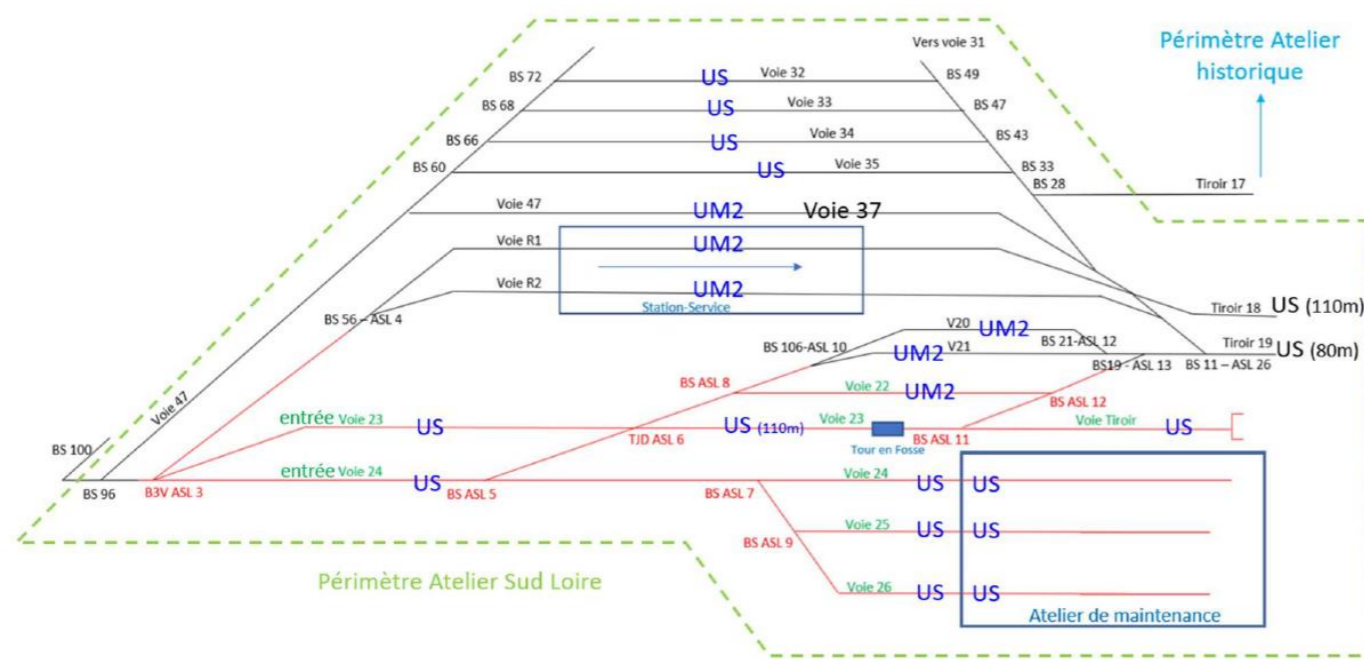 Vers voie 31
Périmètre Atelier
historique
BS 72
US
Voie 32
BS 49
BS 68
US
Voie 33
BS 47
BS 66
US
Voie 34
BS 43
BS 60
US
Voie 35
BS 33
BS 28
Tiroir 17
Voie 47
UM2
Voie 37
Voie R1
UM2
Voie R2
UM2
Station-Service
Tiroir 18
US (110m)
BS 56 – ASL 4
V20
UM2
BS 21-ASL 12
Tiroir 19
US (80m)
BS 106-ASL 10
V21
UM2
BS19 - ASL 13
BS 11 – ASL 26
BS ASL 8
Voie 22
UM2
BS ASL 12
Voie 47
entrée Voie 23
US
TJD ASL 6
US (110m)
Voie 23
Tour en Fosse
BS ASL 11
Voie Tiroir
US
BS 100
BS 96
B3V ASL 3
entrée Voie 24
US
BS ASL 5
BS ASL 7
Voie 24
US
US
BS ASL 9
Voie 25
US
US
Voie 26
US
US
Périmètre Atelier Sud Loire
Atelier de maintenance